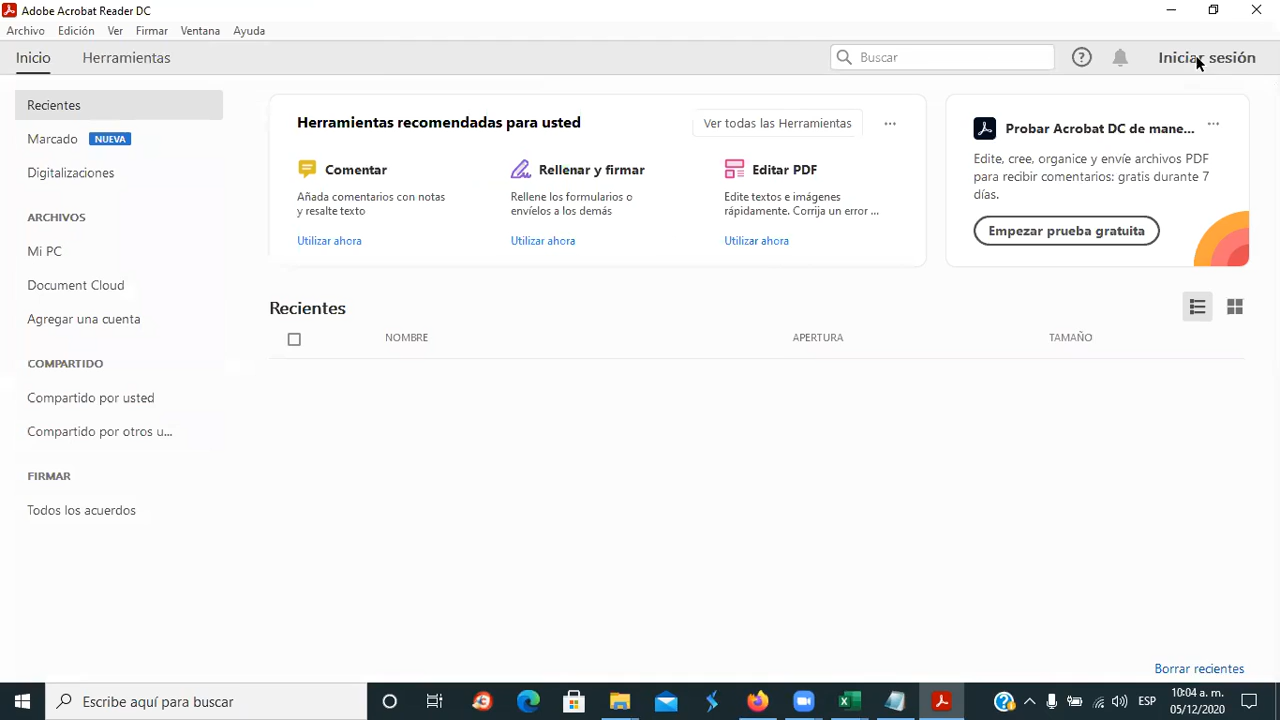 Adobe Acrobat Reader DC
Archivo Edición Ver Firmar Ventana Ayuda
Inicio Herramientas Buscar Iniciar sesión
Recientes
Marcado NUEVA
Digitalizaciones
ARCHIVOS
Mi PC
Document Cloud
Agregar una cuenta
COMPARTIDO
Compartido por usted
Compartido por otros u...
FIRMAR
Todos los acuerdos
Herramientas recomendadas para usted
Ver todas las Herramientas
Comentar
Añada comentarios con notas
y resalte texto
Utilizar ahora
Rellenar y firmar
Rellene los formularios o
envíelos a los demás
Utilizar ahora
Editar PDF
Edite textos e imágenes
rápidamente. Corrija un error ...
Utilizar ahora
Probar Acrobat DC de mane...
Edite, cree, organice y envíe archivos PDF
para recibir comentarios: gratis durante 7
días.
Empezar prueba gratuita
Recientes
NOMBRE APERTURA TAMAÑO
Borrar recientes
Escribe aquí para buscar
ESP
10:04 a. m.
05/12/2020